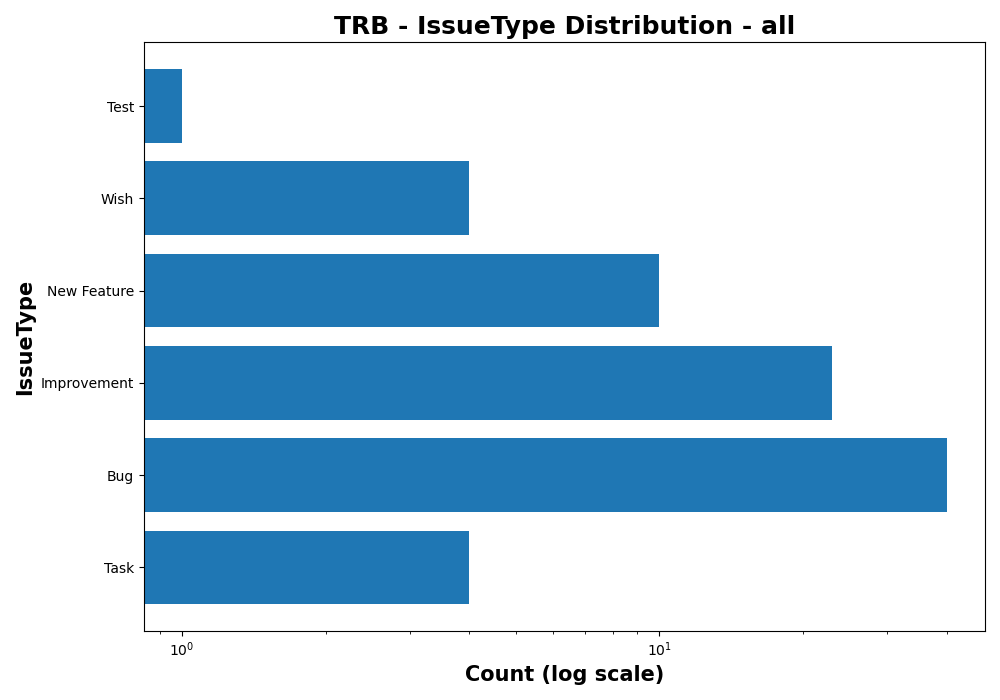 TRB - IssueType Distribution - all
IssueType
Test
Wish
New Feature
Improvement
Bug
Task
10⁰
10¹
Count (log scale)